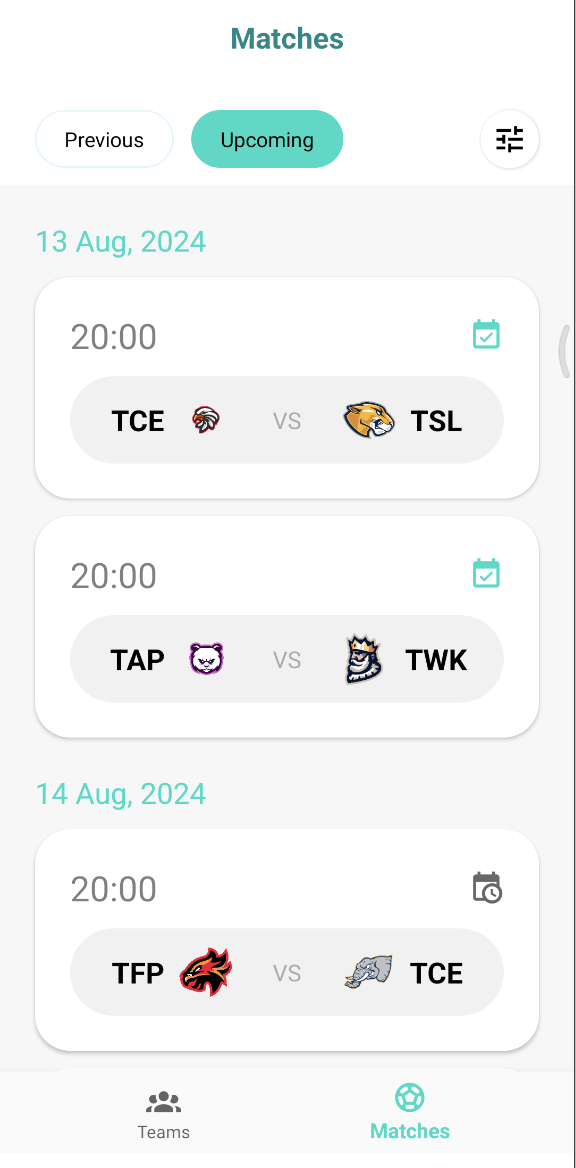 Matches
Previous Upcoming
13 Aug, 2024
20:00
TCE VS TSL
20:00
TAP VS TWK
14 Aug, 2024
20:00
TFP VS TCE
Teams Matches